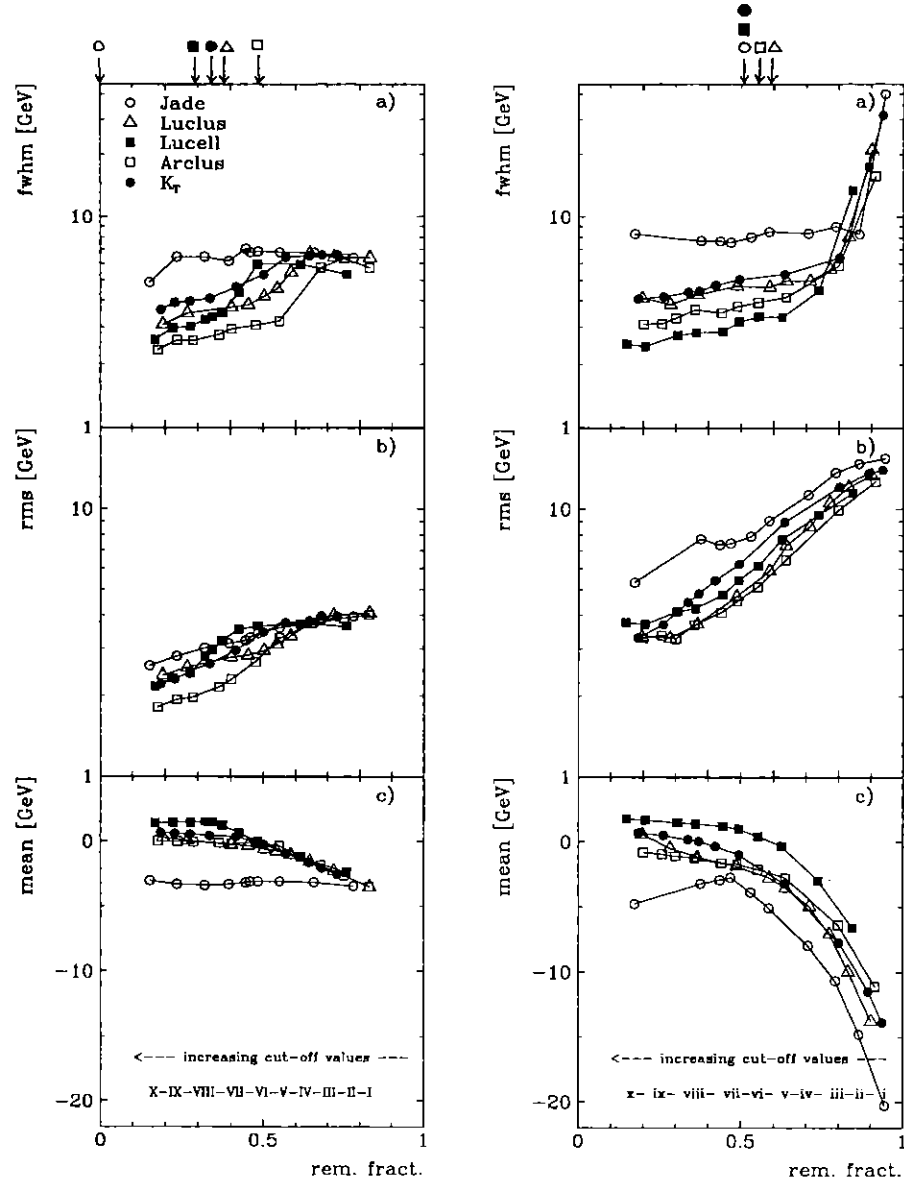 fwhm [GeV]
10
1
a)
Jade
Luclus
Lucell
Arclus
K_T
rms [GeV]
10
1
b)
mean [GeV]
0
-10
-20
c)
<--- increasing cut-off values ---
X-IX-VIII-VII-VI-V-IV-III-II-I
0 0.5 1
rem. fract.
fwhm [GeV]
10
1
a)
rms [GeV]
10
1
b)
mean [GeV]
0
-10
-20
c)
<--- increasing cut-off values ---
x- ix- viii- vii- vi- v- iv- iii- ii- i
0 0.5 1
rem. fract.